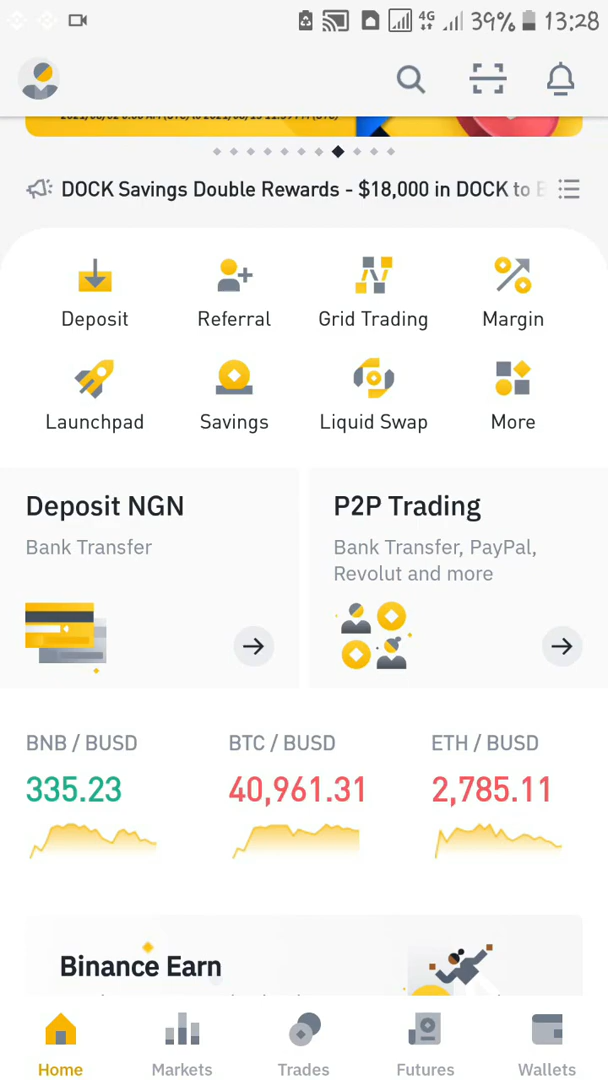 4G 39% 13:28
DOCK Savings Double Rewards - $18,000 in DOCK to
Deposit Referral Grid Trading Margin
Launchpad Savings Liquid Swap More
Deposit NGN
Bank Transfer
P2P Trading
Bank Transfer, PayPal,
Revolut and more
BNB / BUSD BTC / BUSD ETH / BUSD
335.23 40,961.31 2,785.11
Binance Earn
Home Markets Trades Futures Wallets